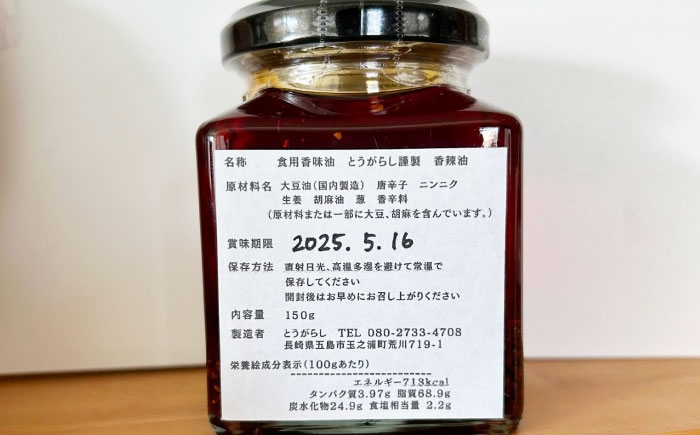 名称 食用香味油 とうがらし謹製 香辣油
原材料名 大豆油(国内製造) 唐辛子 ニンニク
生姜 胡麻油 葱 香辛料
(原材料または一部に大豆、胡麻を含んでいます。)
賞味期限 2025. 5. 16
保存方法 直射日光、高温多湿を避けて常温で
保存してください
開封後はお早めにお召し上がりください
内容量 150g
製造者 とうがらし TEL 080-2733-4708
長崎県五島市玉之浦町荒川719-1
栄養絵成分表示(100gあたり)
エネルギー713kcal
タンパク質3.97g 脂質68.9g
炭水化物24.9g 食塩相当量 2.2g